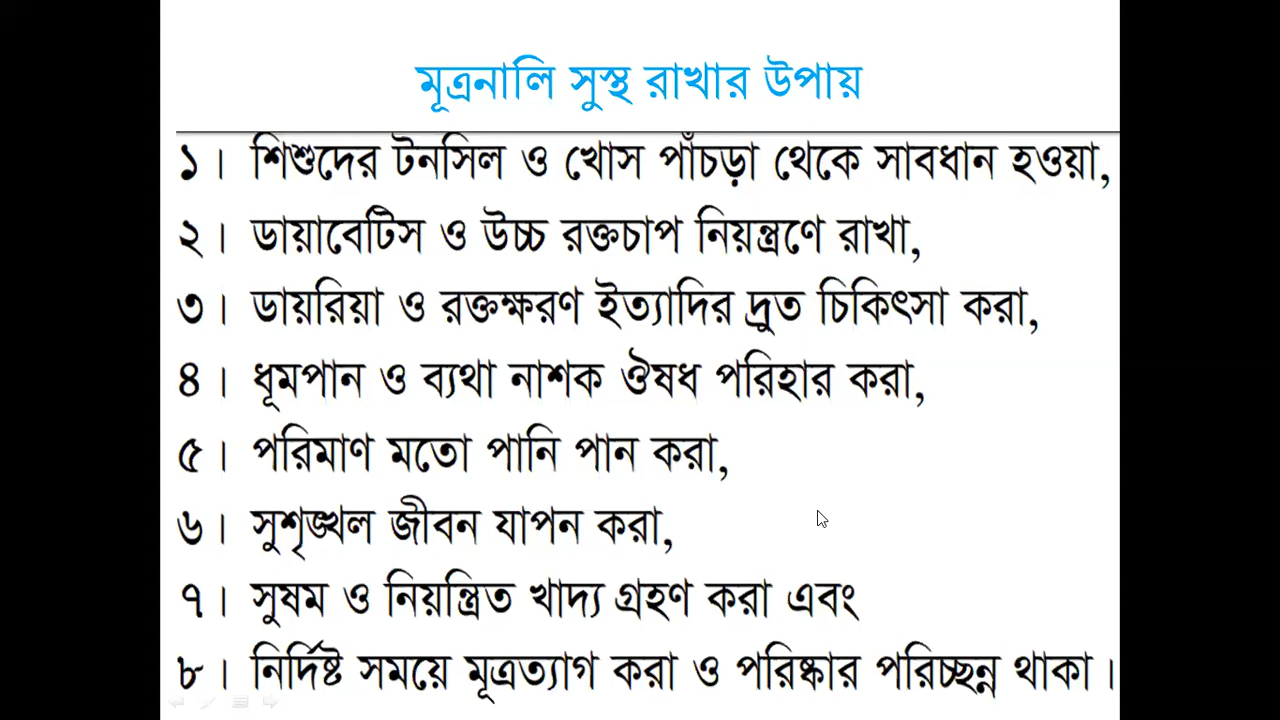 মূত্রনালি সুস্থ রাখার উপায়
১। শিশুদের টনসিল ও খোস পাঁচড়া থেকে সাবধান হওয়া,
২। ডায়াবেটিস ও উচ্চ রক্তচাপ নিয়ন্ত্রণে রাখা,
৩। ডায়রিয়া ও রক্তক্ষরণ ইত্যাদির দ্রুত চিকিৎসা করা,
৪। ধূমপান ও ব্যথা নাশক ঔষধ পরিহার করা,
৫। পরিমাণ মতো পানি পান করা,
৬। সুশৃঙ্খল জীবন যাপন করা,
৭। সুষম ও নিয়ন্ত্রিত খাদ্য গ্রহণ করা এবং
৮। নির্দিষ্ট সময়ে মূত্রত্যাগ করা ও পরিষ্কার পরিচ্ছন্ন থাকা।